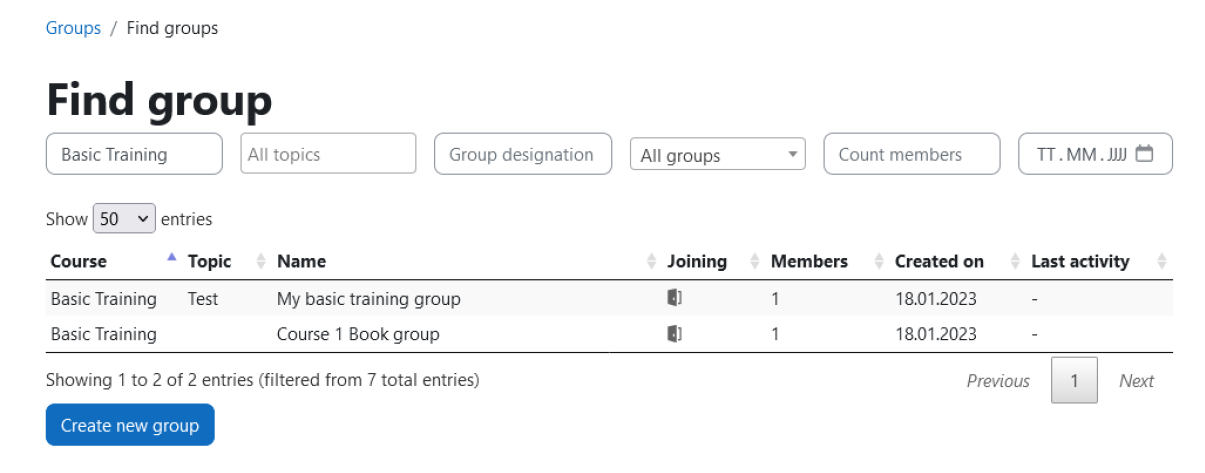 Groups / Find groups
Find group
Basic Training All topics Group designation All groups Count members TT.MM.JJJJ
Show 50 entries
Course Topic Name Joining Members Created on Last activity
Basic Training Test My basic training group 1 18.01.2023 -
Basic Training Course 1 Book group 1 18.01.2023 -
Showing 1 to 2 of 2 entries (filtered from 7 total entries) Previous 1 Next
Create new group